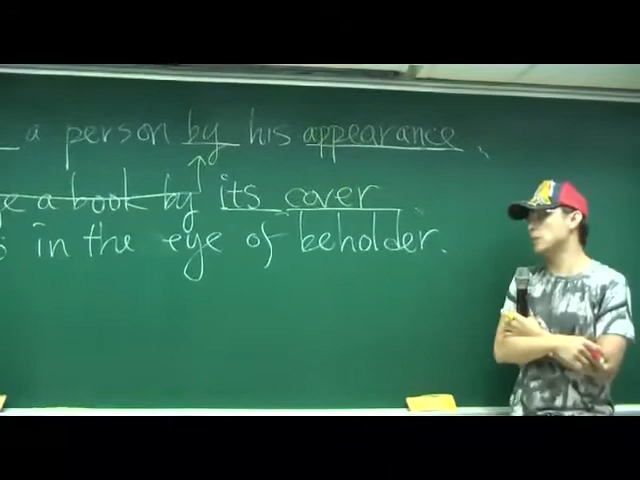 a person by his appearance
e a book by its cover
s in the eye of beholder.